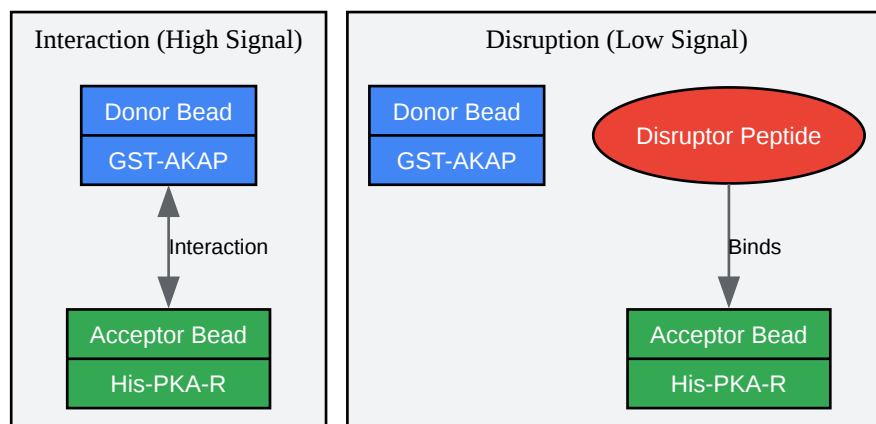 Interaction (High Signal)
Donor Bead
GST-AKAP
Interaction
Acceptor Bead
His-PKA-R
Disruption (Low Signal)
Donor Bead
GST-AKAP
Disruptor Peptide
Binds
Acceptor Bead
His-PKA-R